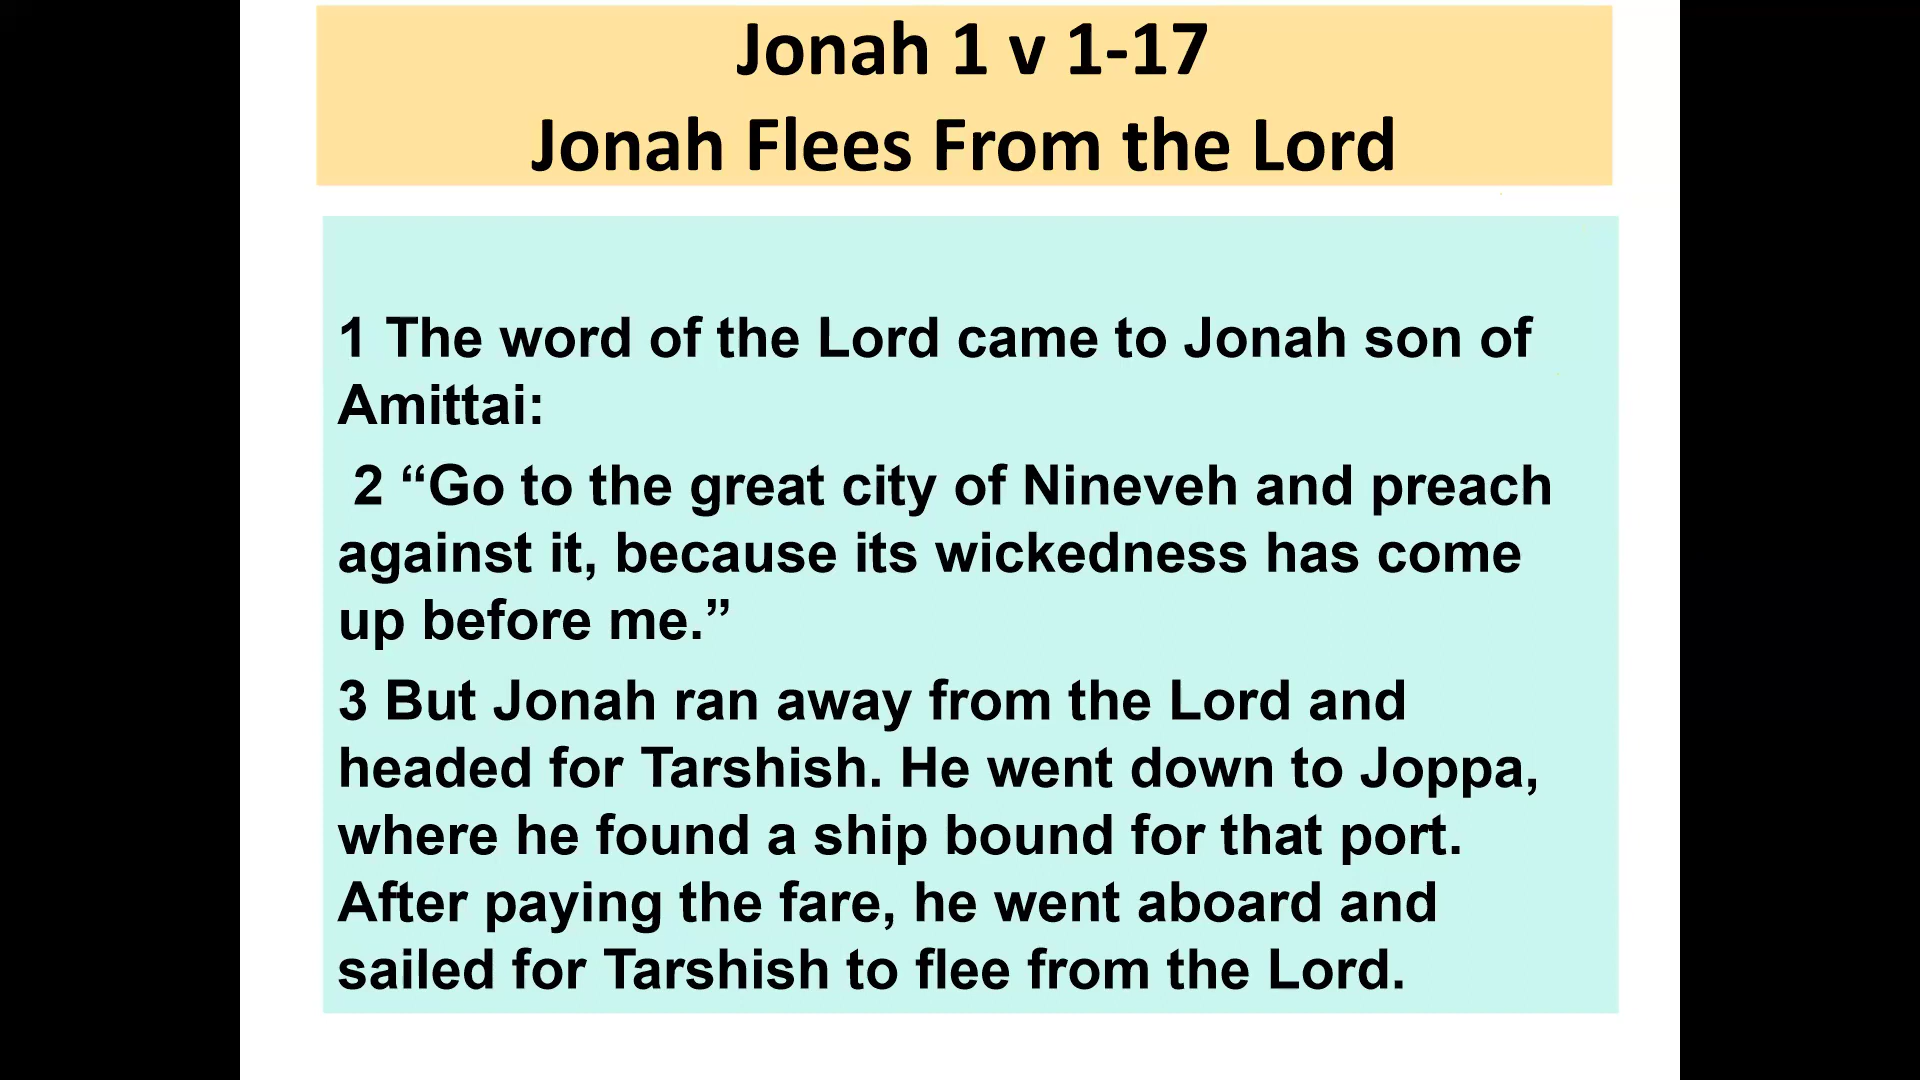 Jonah 1 v 1-17
Jonah Flees From the Lord
1 The word of the Lord came to Jonah son of
Amittai:
2 “Go to the great city of Nineveh and preach
against it, because its wickedness has come
up before me.”
3 But Jonah ran away from the Lord and
headed for Tarshish. He went down to Joppa,
where he found a ship bound for that port.
After paying the fare, he went aboard and
sailed for Tarshish to flee from the Lord.